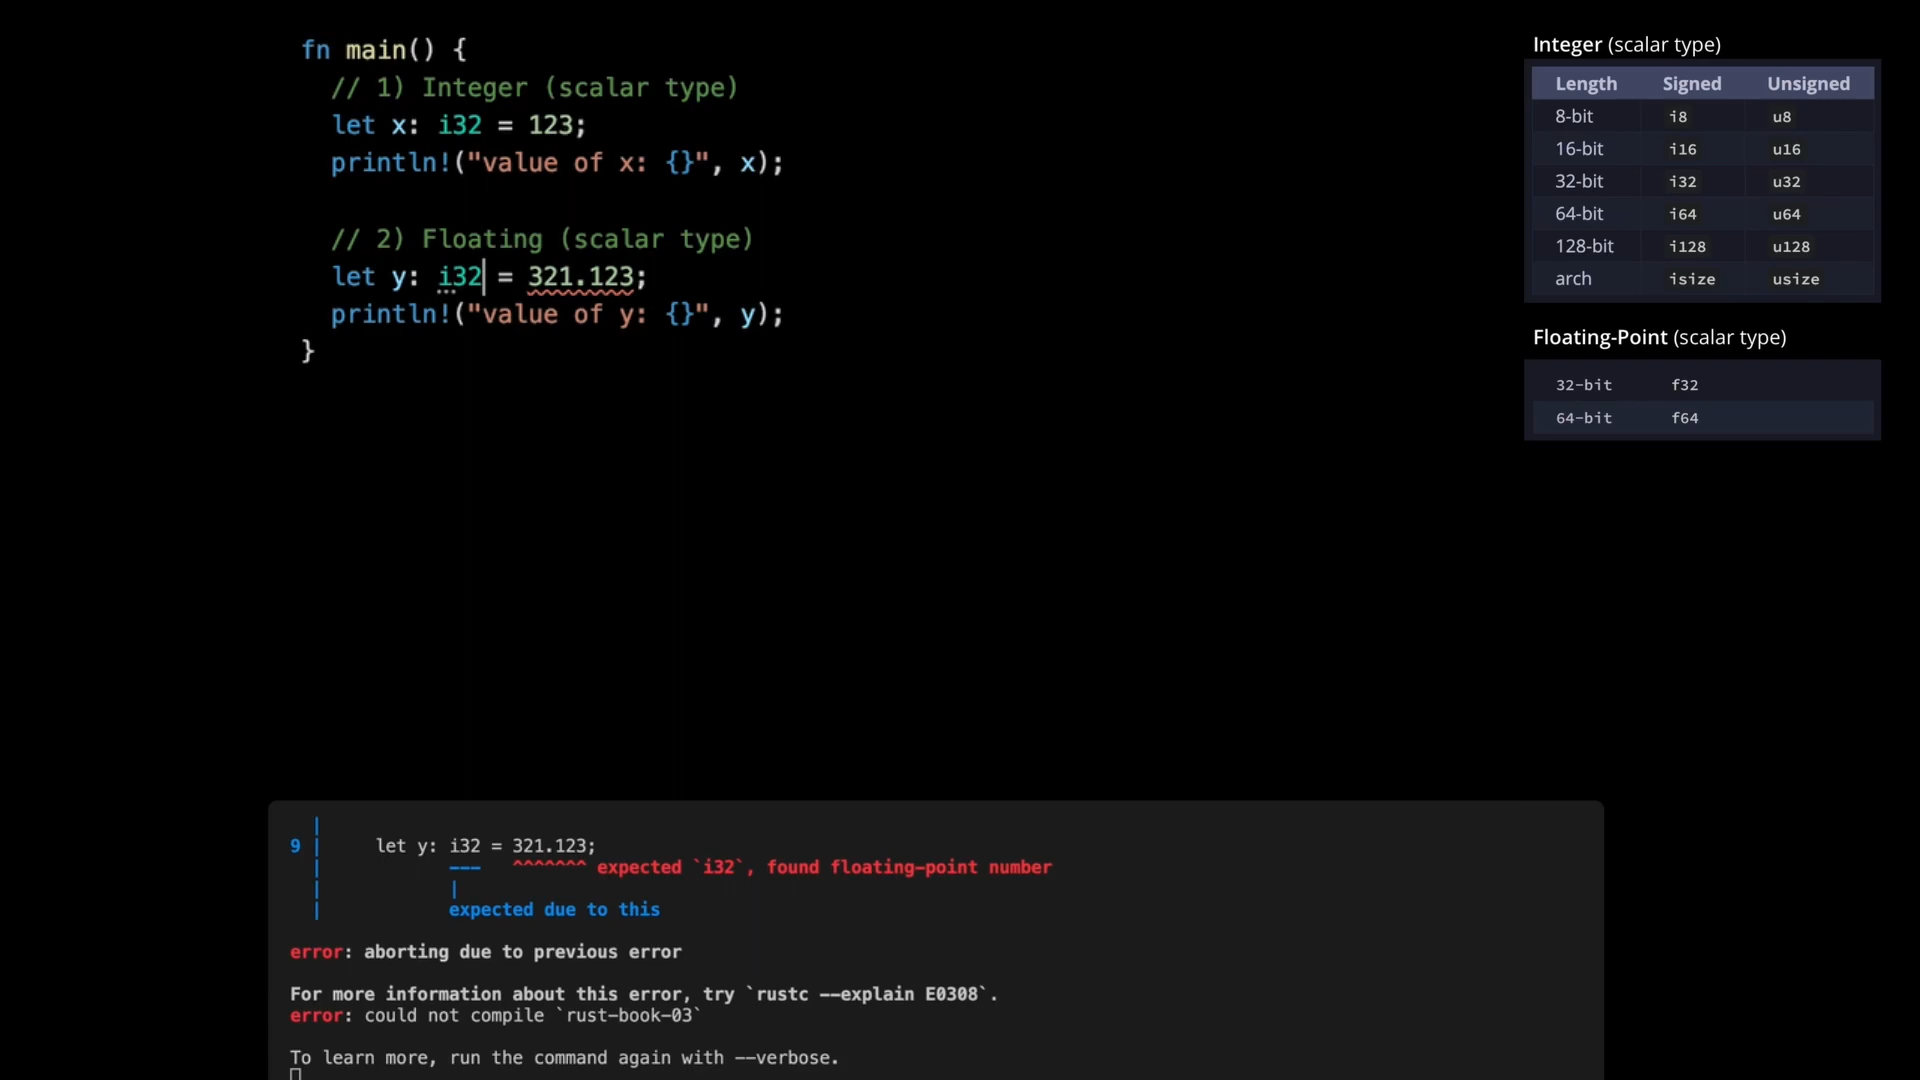 fn main() {
// 1) Integer (scalar type)
let x: i32 = 123;
println!("value of x: {}", x);
// 2) Floating (scalar type)
let y: i32 = 321.123;
println!("value of y: {}", y);
}
Integer (scalar type)
Length Signed Unsigned
8-bit i8 u8
16-bit i16 u16
32-bit i32 u32
64-bit i64 u64
128-bit i128 u128
arch isize usize
Floating-Point (scalar type)
32-bit f32
64-bit f64
|
9 | let y: i32 = 321.123;
| --- ^^^^^^^ expected `i32`, found floating-point number
| |
| expected due to this
error: aborting due to previous error
For more information about this error, try `rustc --explain E0308`.
error: could not compile `rust-book-03`
To learn more, run the command again with --verbose.